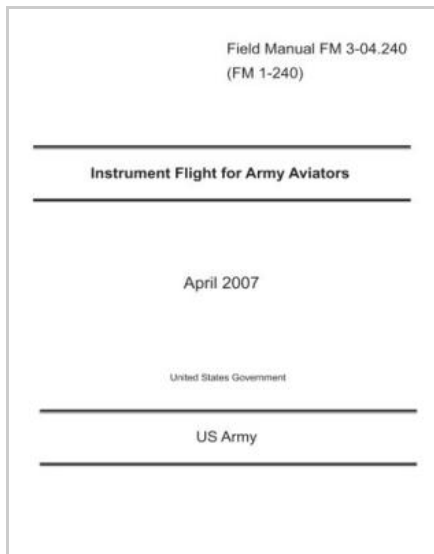 Field Manual FM 3-04.240
(FM 1-240)
Instrument Flight for Army Aviators
April 2007
United States Government
US Army